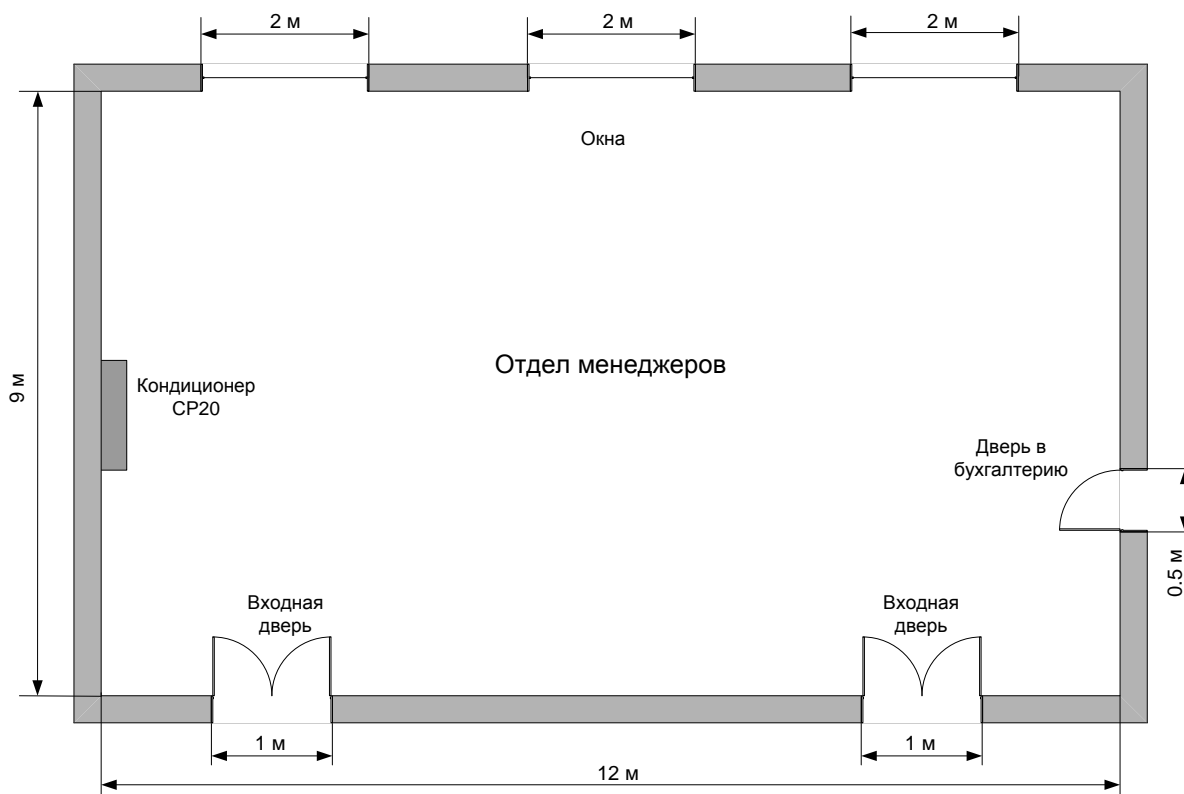 2 м
2 м
2 м
Окна
Отдел менеджеров
9 м
Кондиционер
СР20
Дверь в
бухгалтерию
0.5 м
Входная
дверь
Входная
дверь
1 м
1 м
12 м